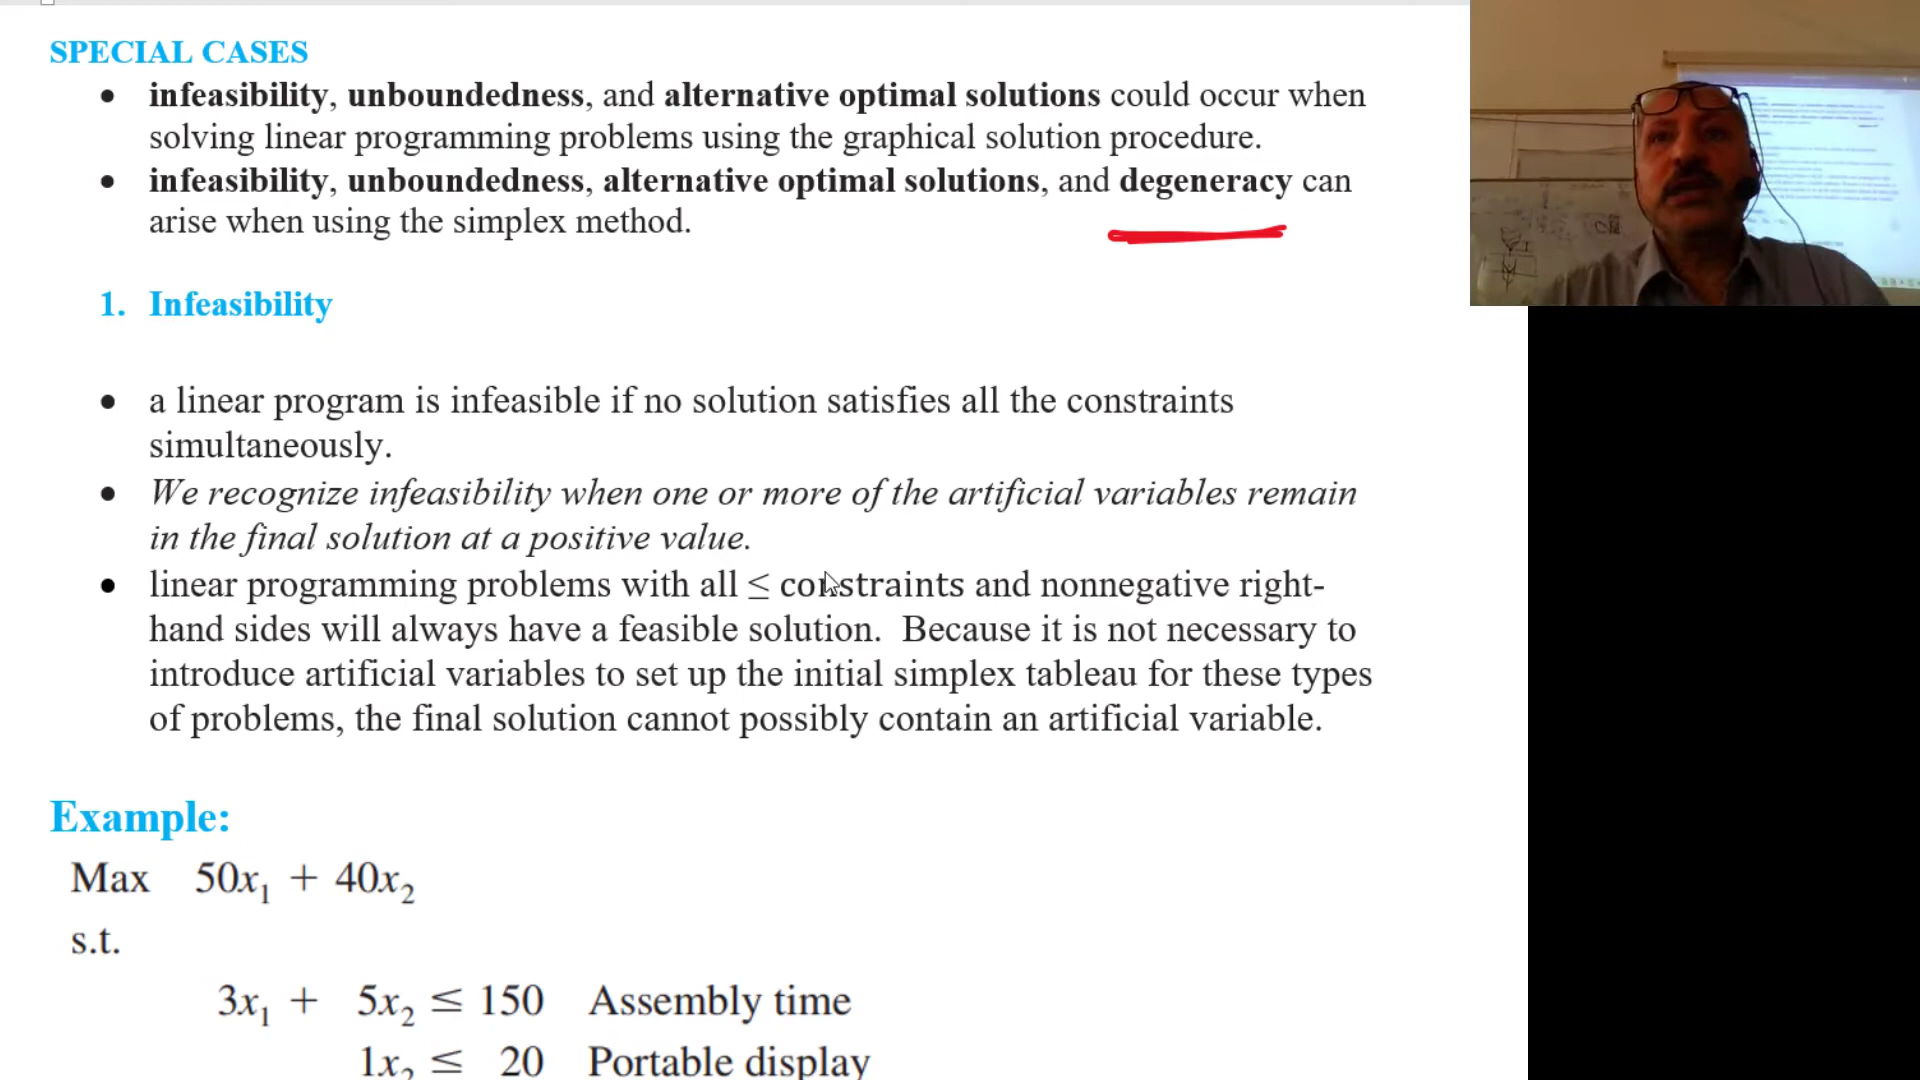 SPECIAL CASES
• infeasibility, unboundedness, and alternative optimal solutions could occur when
solving linear programming problems using the graphical solution procedure.
• infeasibility, unboundedness, alternative optimal solutions, and degeneracy can
arise when using the simplex method.
1. Infeasibility
• a linear program is infeasible if no solution satisfies all the constraints
simultaneously.
• We recognize infeasibility when one or more of the artificial variables remain
in the final solution at a positive value.
• linear programming problems with all ≤ constraints and nonnegative right-
hand sides will always have a feasible solution. Because it is not necessary to
introduce artificial variables to set up the initial simplex tableau for these types
of problems, the final solution cannot possibly contain an artificial variable.
Example:
Max 50x₁ + 40x₂
s.t.
3x₁ + 5x₂ ≤ 150 Assembly time
1x₂ ≤ 20 Portable display